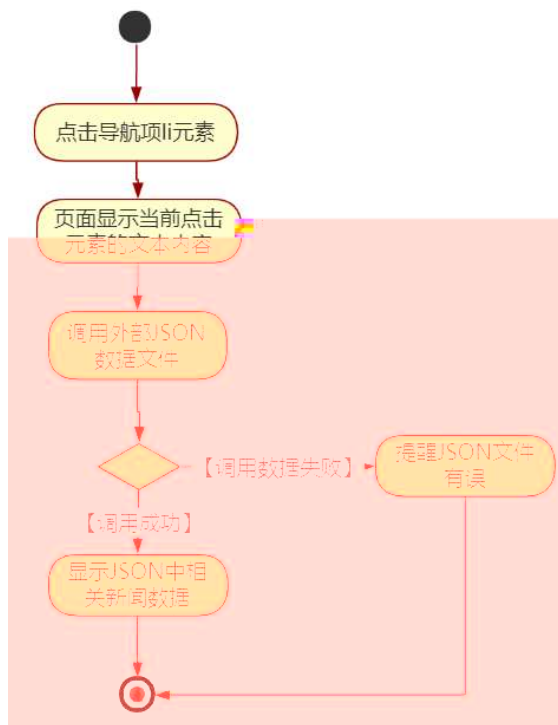 点击导航项li元素
页面显示当前点击
元素的文本内容
调用外部JSON
数据文件
【调用数据失败】
提醒JSON文件
有误
【调用成功】
显示JSON中相
关新闻数据